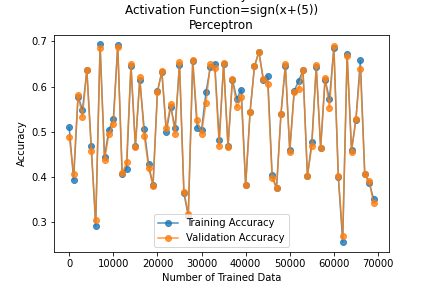 Activation Function=sign(x+(5))
Perceptron
0.7
0.6
0.5
0.4
0.3
Accuracy
Training Accuracy
Validation Accuracy
0 10000 20000 30000 40000 50000 60000 70000
Number of Trained Data